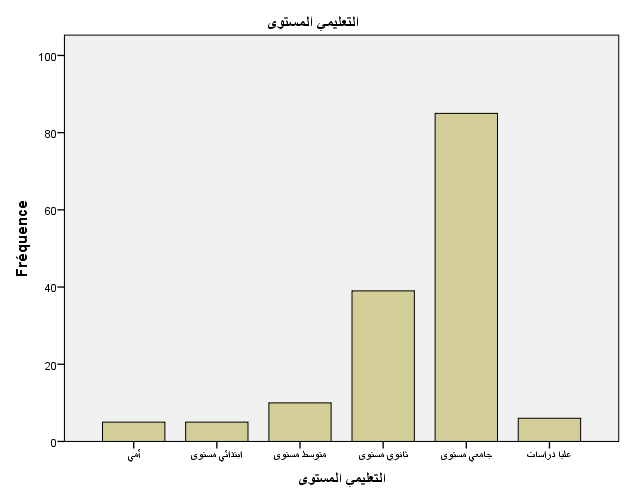 التعليمي المستوى
Fréquence
100
80
60
40
20
0
أمي
ابتدائي مستوى
متوسط مستوى
ثانوي مستوى
جامعي مستوى
عليا دراسات
التعليمي المستوى